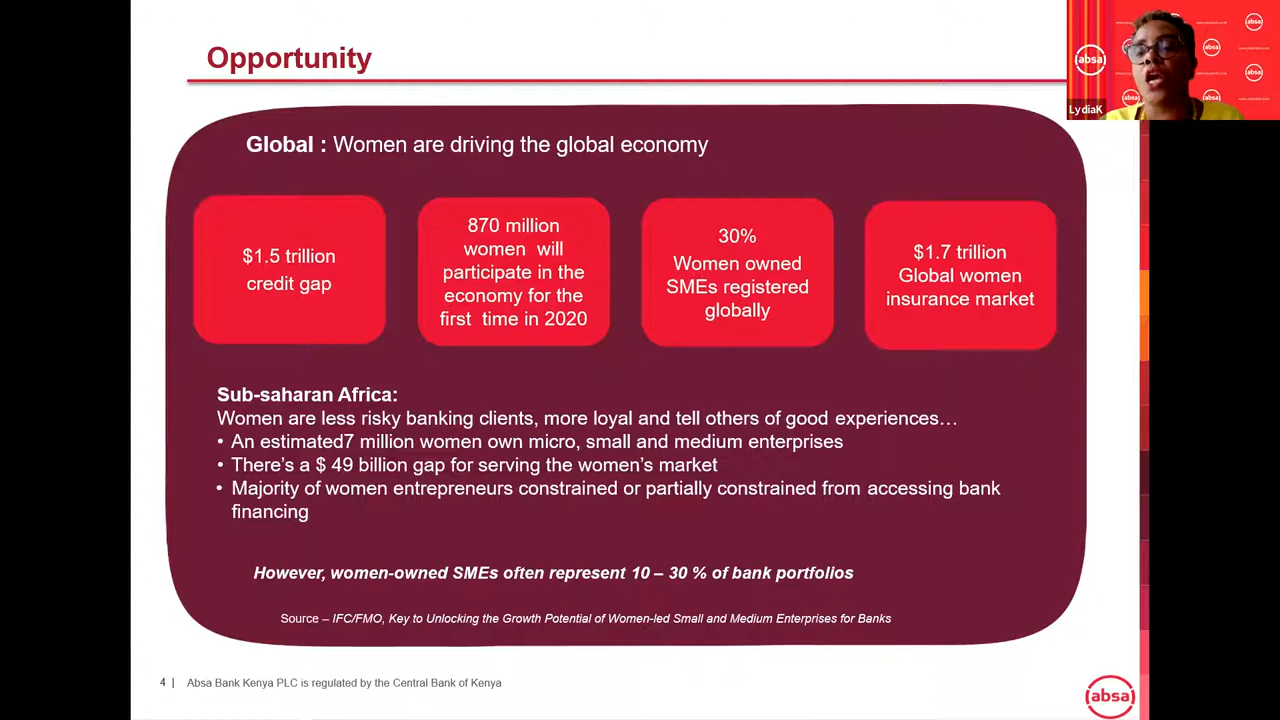 Opportunity
absa
absa
absa
absa
absa
absa
LydiaK
Global : Women are driving the global economy
$1.5 trillion
credit gap
870 million
women will
participate in the
economy for the
first time in 2020
30%
Women owned
SMEs registered
globally
$1.7 trillion
Global women
insurance market
Sub-saharan Africa:
Women are less risky banking clients, more loyal and tell others of good experiences…
• An estimated7 million women own micro, small and medium enterprises
• There's a $ 49 billion gap for serving the women's market
• Majority of women entrepreneurs constrained or partially constrained from accessing bank
financing
However, women-owned SMEs often represent 10 – 30 % of bank portfolios
Source – IFC/FMO, Key to Unlocking the Growth Potential of Women-led Small and Medium Enterprises for Banks
4 | Absa Bank Kenya PLC is regulated by the Central Bank of Kenya
absa